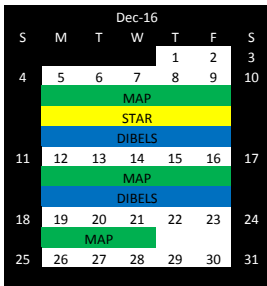 Dec-16
S M T W T F S
1 2 3
4 5 6 7 8 9 10
MAP
STAR
DIBELS
11 12 13 14 15 16 17
MAP
DIBELS
18 19 20 21 22 23 24
MAP
25 26 27 28 29 30 31